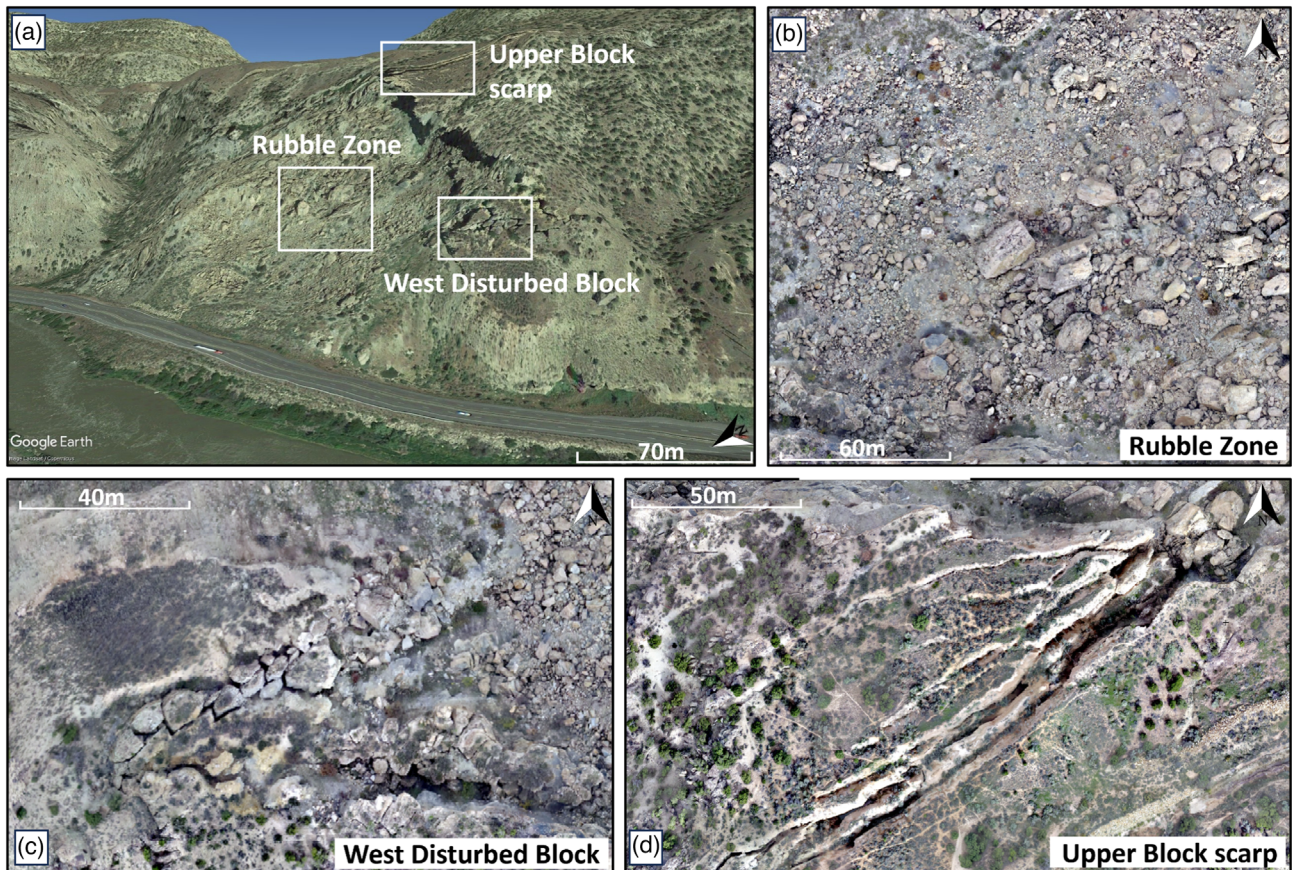 (a)
Upper Block
scarp
Rubble Zone
West Disturbed Block
Google Earth
70m
N
(b)
N
60m
Rubble Zone
40m
N
(c)
West Disturbed Block
50m
N
(d)
Upper Block scarp